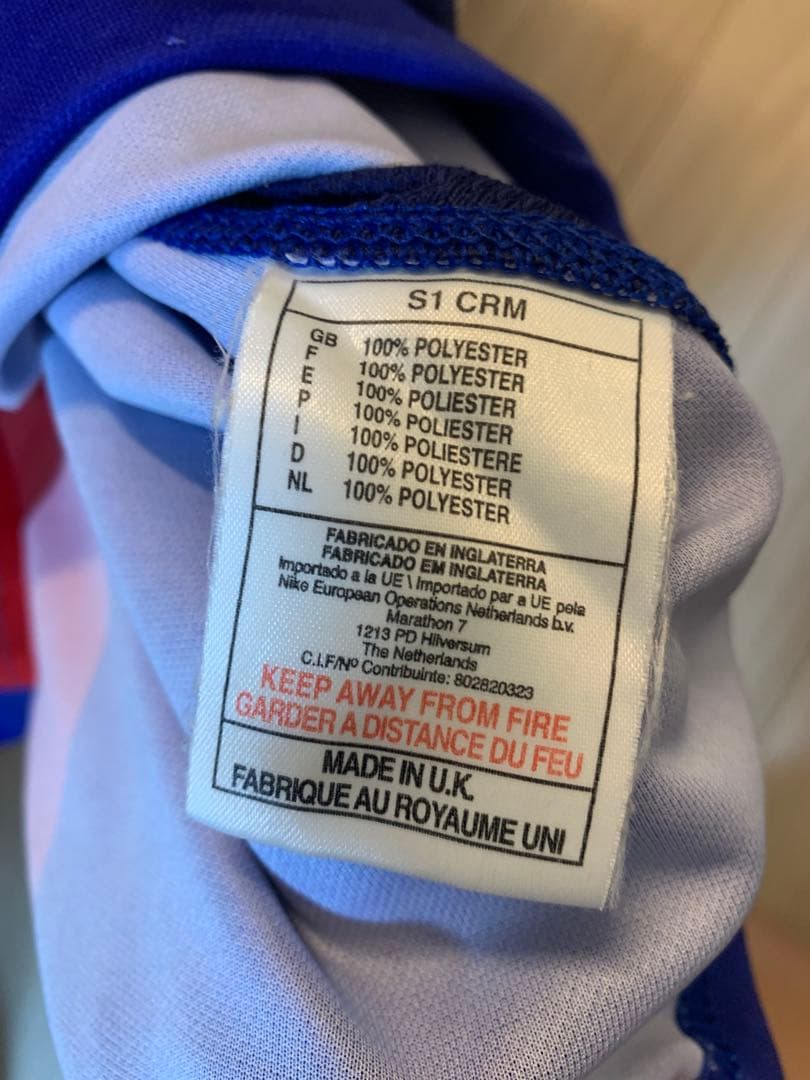 S1 CRM
GB 100% POLYESTER
F 100% POLYESTER
E 100% POLIESTER
P 100% POLIESTER
I 100% POLIESTERE
D 100% POLYESTER
NL 100% POLYESTER
FABRICADO EN INGLATERRA
FABRICADO EM INGLATERRA
Importado a la UE \ Importado par a UE pela
Nike European Operations Netherlands b.v.
Marathon 7
1213 PD Hilversum
The Netherlands
C.I.F/Nº Contribuinte: 802820323
KEEP AWAY FROM FIRE
GARDER A DISTANCE DU FEU
MADE IN U.K.
FABRIQUE AU ROYAUME UNI